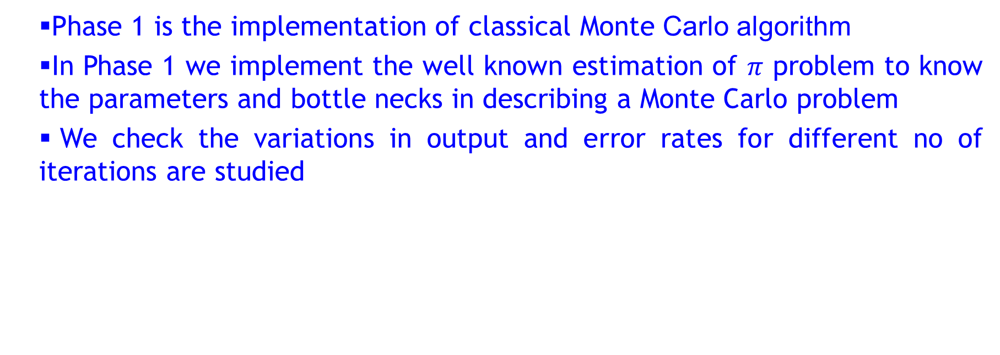 ▪Phase 1 is the implementation of classical Monte Carlo algorithm
▪In Phase 1 we implement the well known estimation of 𝜋 problem to know
the parameters and bottle necks in describing a Monte Carlo problem
▪ We check the variations in output and error rates for different no of
iterations are studied